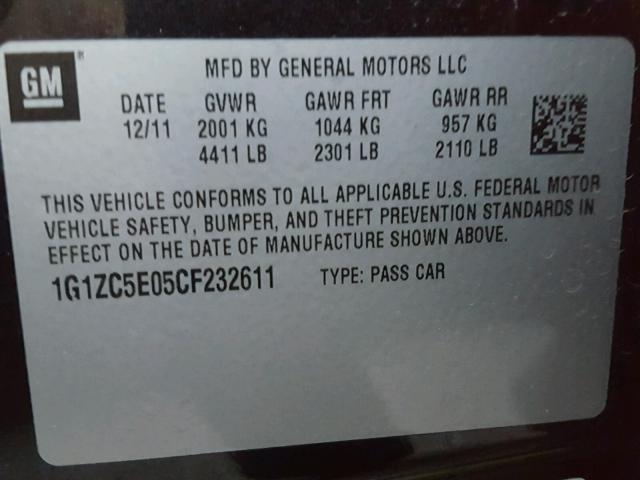 GM ®
MFD BY GENERAL MOTORS LLC
DATE GVWR GAWR FRT GAWR RR
12/11 2001 KG 1044 KG 957 KG
4411 LB 2301 LB 2110 LB
THIS VEHICLE CONFORMS TO ALL APPLICABLE U.S. FEDERAL MOTOR
VEHICLE SAFETY, BUMPER, AND THEFT PREVENTION STANDARDS IN
EFFECT ON THE DATE OF MANUFACTURE SHOWN ABOVE.
1G1ZC5E05CF232611 TYPE: PASS CAR